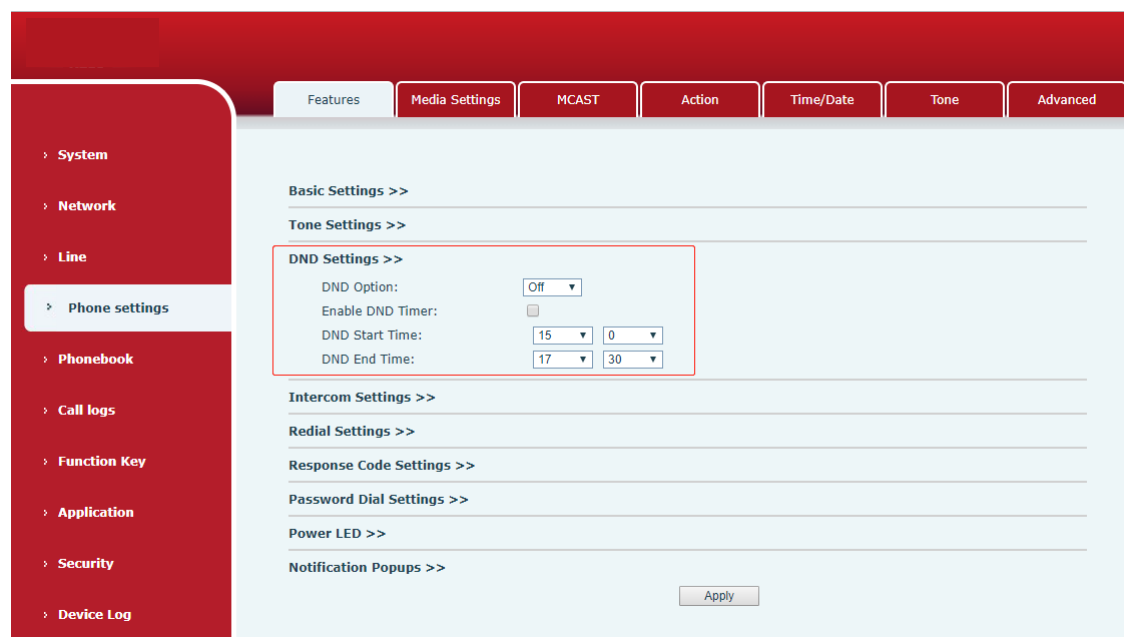 Features Media Settings MCAST Action Time/Date Tone Advanced
› System
› Network
› Line
› Phone settings
› Phonebook
› Call logs
› Function Key
› Application
› Security
› Device Log
Basic Settings >>
Tone Settings >>
DND Settings >>
DND Option: Off
Enable DND Timer:
DND Start Time: 15 0
DND End Time: 17 30
Intercom Settings >>
Redial Settings >>
Response Code Settings >>
Password Dial Settings >>
Power LED >>
Notification Popups >>
Apply